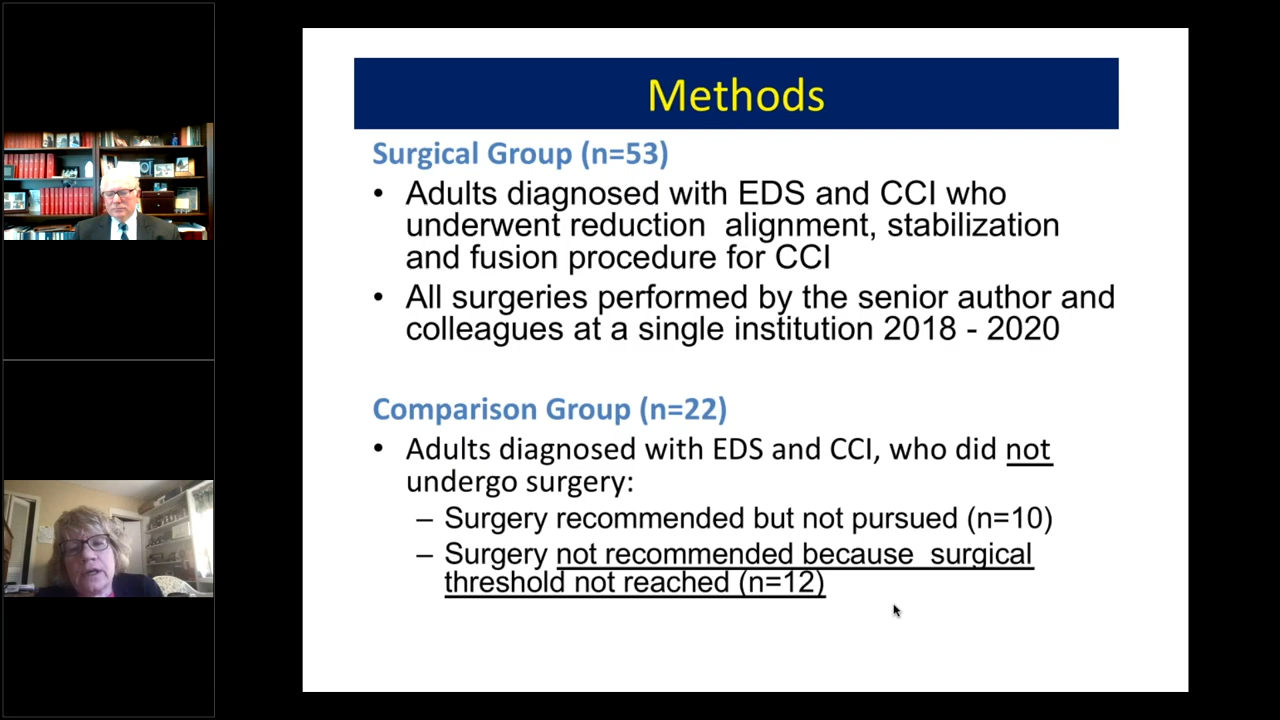 Methods
Surgical Group (n=53)
• Adults diagnosed with EDS and CCI who
underwent reduction alignment, stabilization
and fusion procedure for CCI
• All surgeries performed by the senior author and
colleagues at a single institution 2018 - 2020
Comparison Group (n=22)
• Adults diagnosed with EDS and CCI, who did not
undergo surgery:
– Surgery recommended but not pursued (n=10)
– Surgery not recommended because surgical
threshold not reached (n=12)